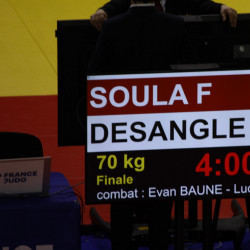 SOULA F
DESANGLE
70 kg
4:00
Finale
combat : Evan BAUNE - Luc
FRANCE
JUDO